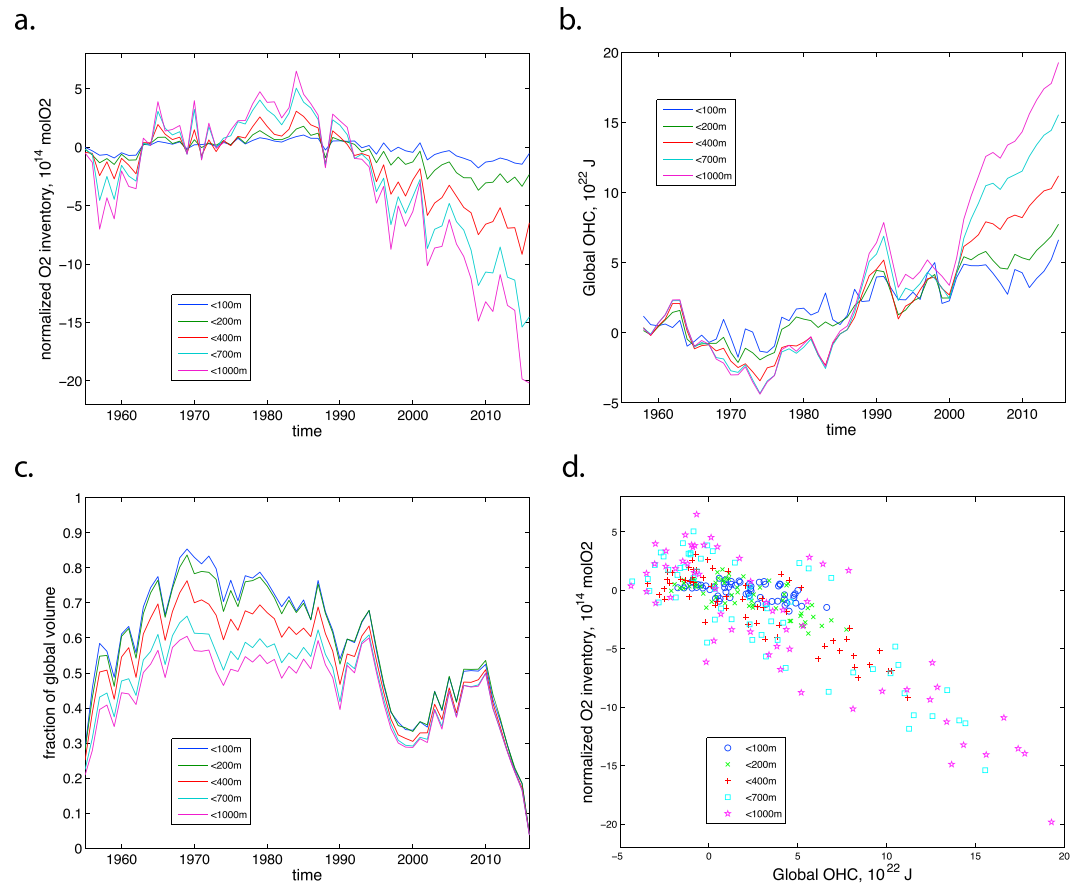 a.
normalized O2 inventory, 10^14 molO2
5
0
−5
−10
−15
−20
1960 1970 1980 1990 2000 2010
time
<100m
<200m
<400m
<700m
<1000m
b.
Global OHC, 10^22 J
20
15
10
5
0
−5
1960 1970 1980 1990 2000 2010
time
<100m
<200m
<400m
<700m
<1000m
c.
fraction of global volume
1
0.9
0.8
0.7
0.6
0.5
0.4
0.3
0.2
0.1
0
1960 1970 1980 1990 2000 2010
time
<100m
<200m
<400m
<700m
<1000m
d.
normalized O2 inventory, 10^14 molO2
5
0
−5
−10
−15
−20
−5 0 5 10 15 20
Global OHC, 10^22 J
<100m
<200m
<400m
<700m
<1000m